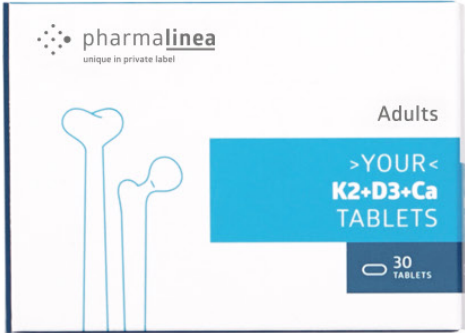 pharmalinea
unique in private label
Adults
>YOUR<
K2+D3+Ca
TABLETS
30
TABLETS